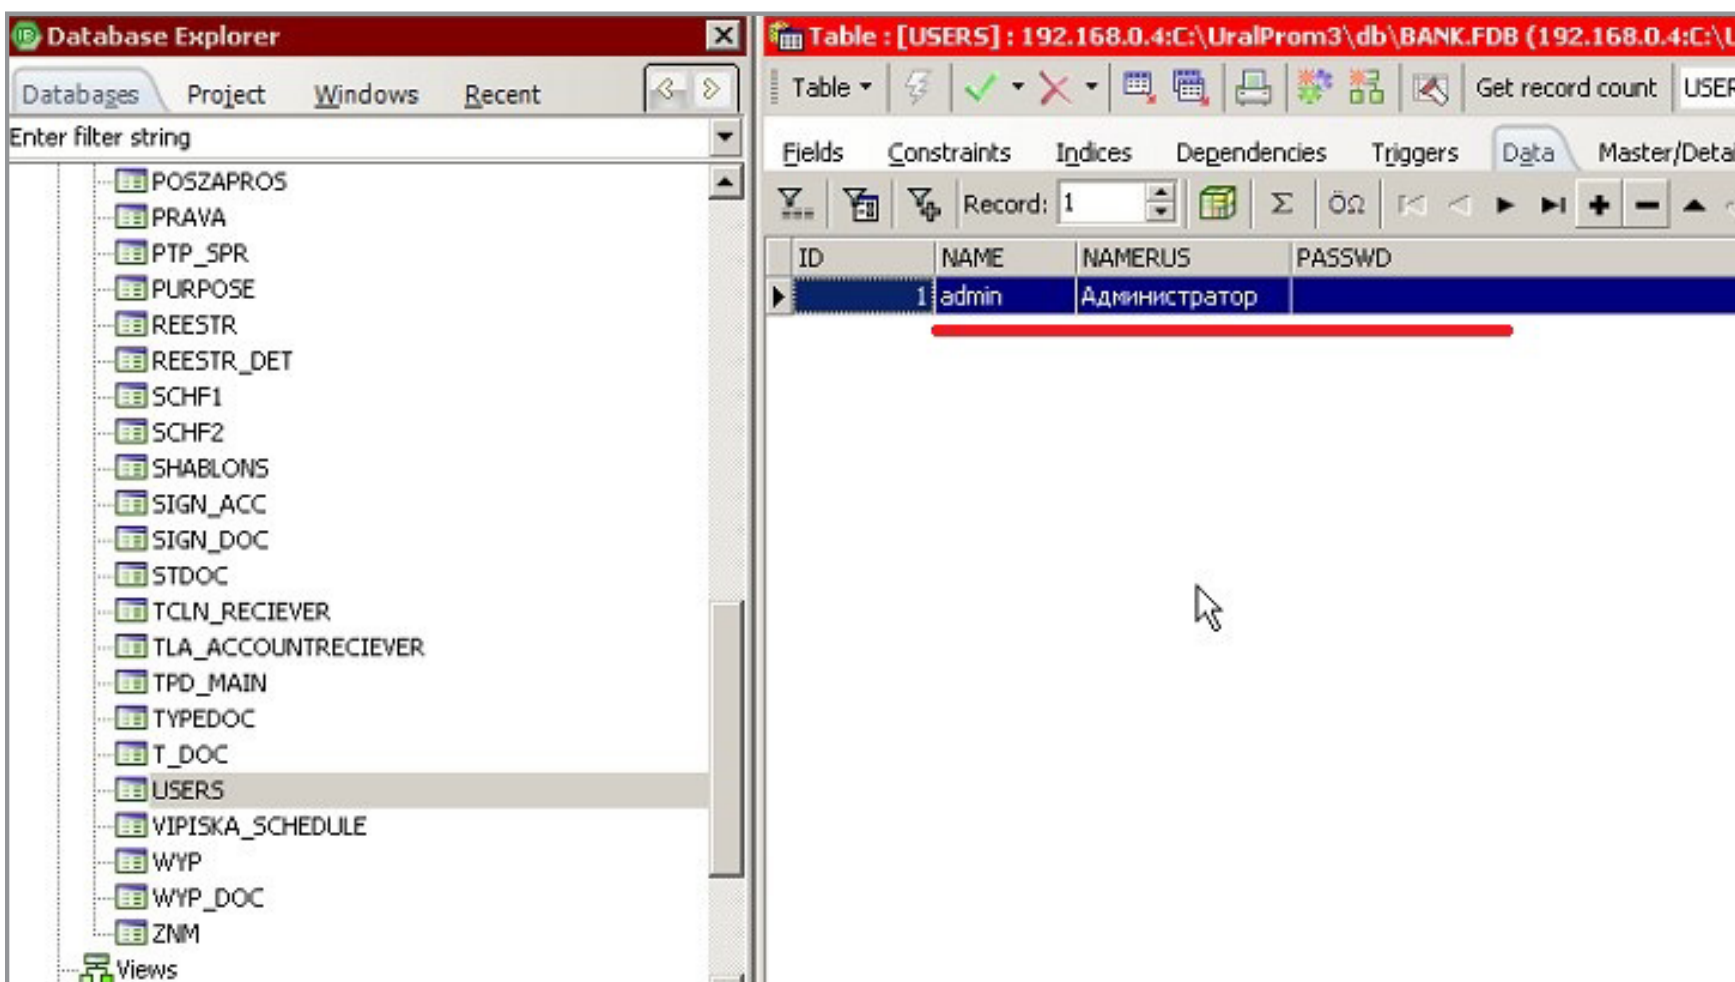 Database Explorer
Databases Project Windows Recent
Enter filter string
POSZAPROS
PRAVA
PTP_SPR
PURPOSE
REESTR
REESTR_DET
SCHF1
SCHF2
SHABLONS
SIGN_ACC
SIGN_DOC
STDOC
TCLN_RECIEVER
TLA_ACCOUNTRECIEVER
TPD_MAIN
TYPEDOC
T_DOC
USERS
VIPISKA_SCHEDULE
WYP
WYP_DOC
ZNM
Views
Table : [USERS] : 192.168.0.4:C:\UralProm3\db\BANK.FDB (192.168.0.4:C:\U
Table Get record count USER
Fields Constraints Indices Dependencies Triggers Data Master/Detai
Record: 1 Σ ÖΩ
ID NAME NAMERUS PASSWD
1 admin Администратор